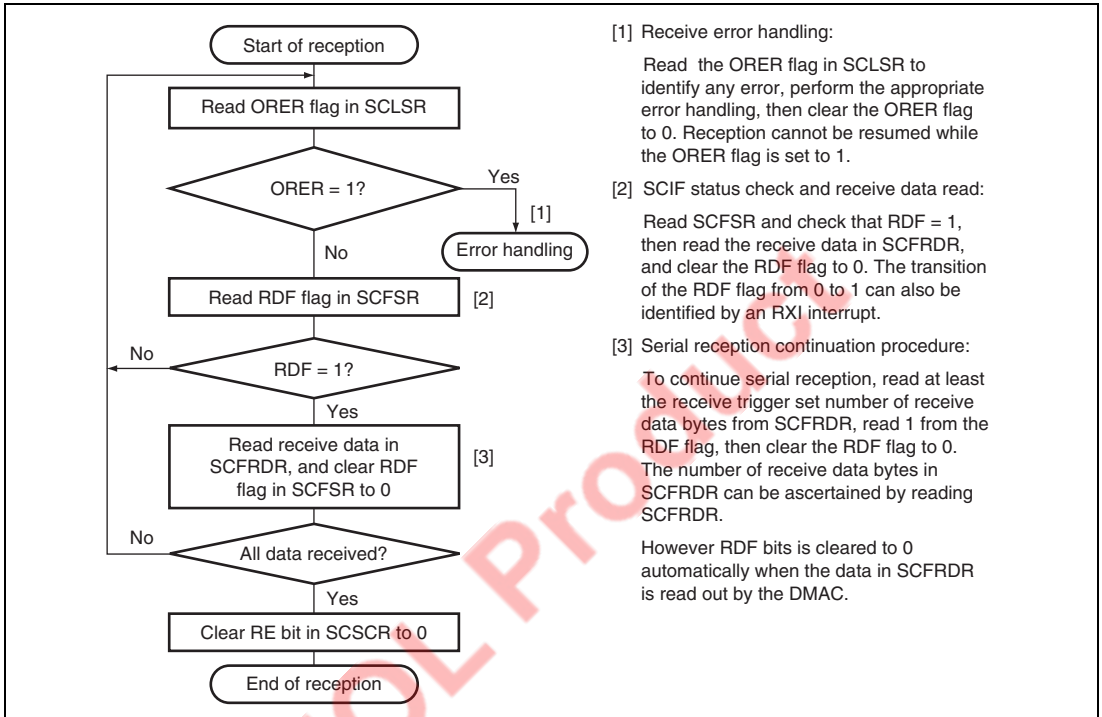 Start of reception
Read ORER flag in SCLSR
ORER = 1?
Yes
[1]
Error handling
No
Read RDF flag in SCFSR
[2]
No
RDF = 1?
Yes
Read receive data in
SCFRDR, and clear RDF
flag in SCFSR to 0
[3]
No
All data received?
Yes
Clear RE bit in SCSCR to 0
End of reception
[1] Receive error handling:
Read the ORER flag in SCLSR to
identify any error, perform the appropriate
error handling, then clear the ORER flag
to 0. Reception cannot be resumed while
the ORER flag is set to 1.
[2] SCIF status check and receive data read:
Read SCFSR and check that RDF = 1,
then read the receive data in SCFRDR,
and clear the RDF flag to 0. The transition
of the RDF flag from 0 to 1 can also be
identified by an RXI interrupt.
[3] Serial reception continuation procedure:
To continue serial reception, read at least
the receive trigger set number of receive
data bytes from SCFRDR, read 1 from the
RDF flag, then clear the RDF flag to 0.
The number of receive data bytes in
SCFRDR can be ascertained by reading
SCFRDR.
However RDF bits is cleared to 0
automatically when the data in SCFRDR
is read out by the DMAC.
OL Product